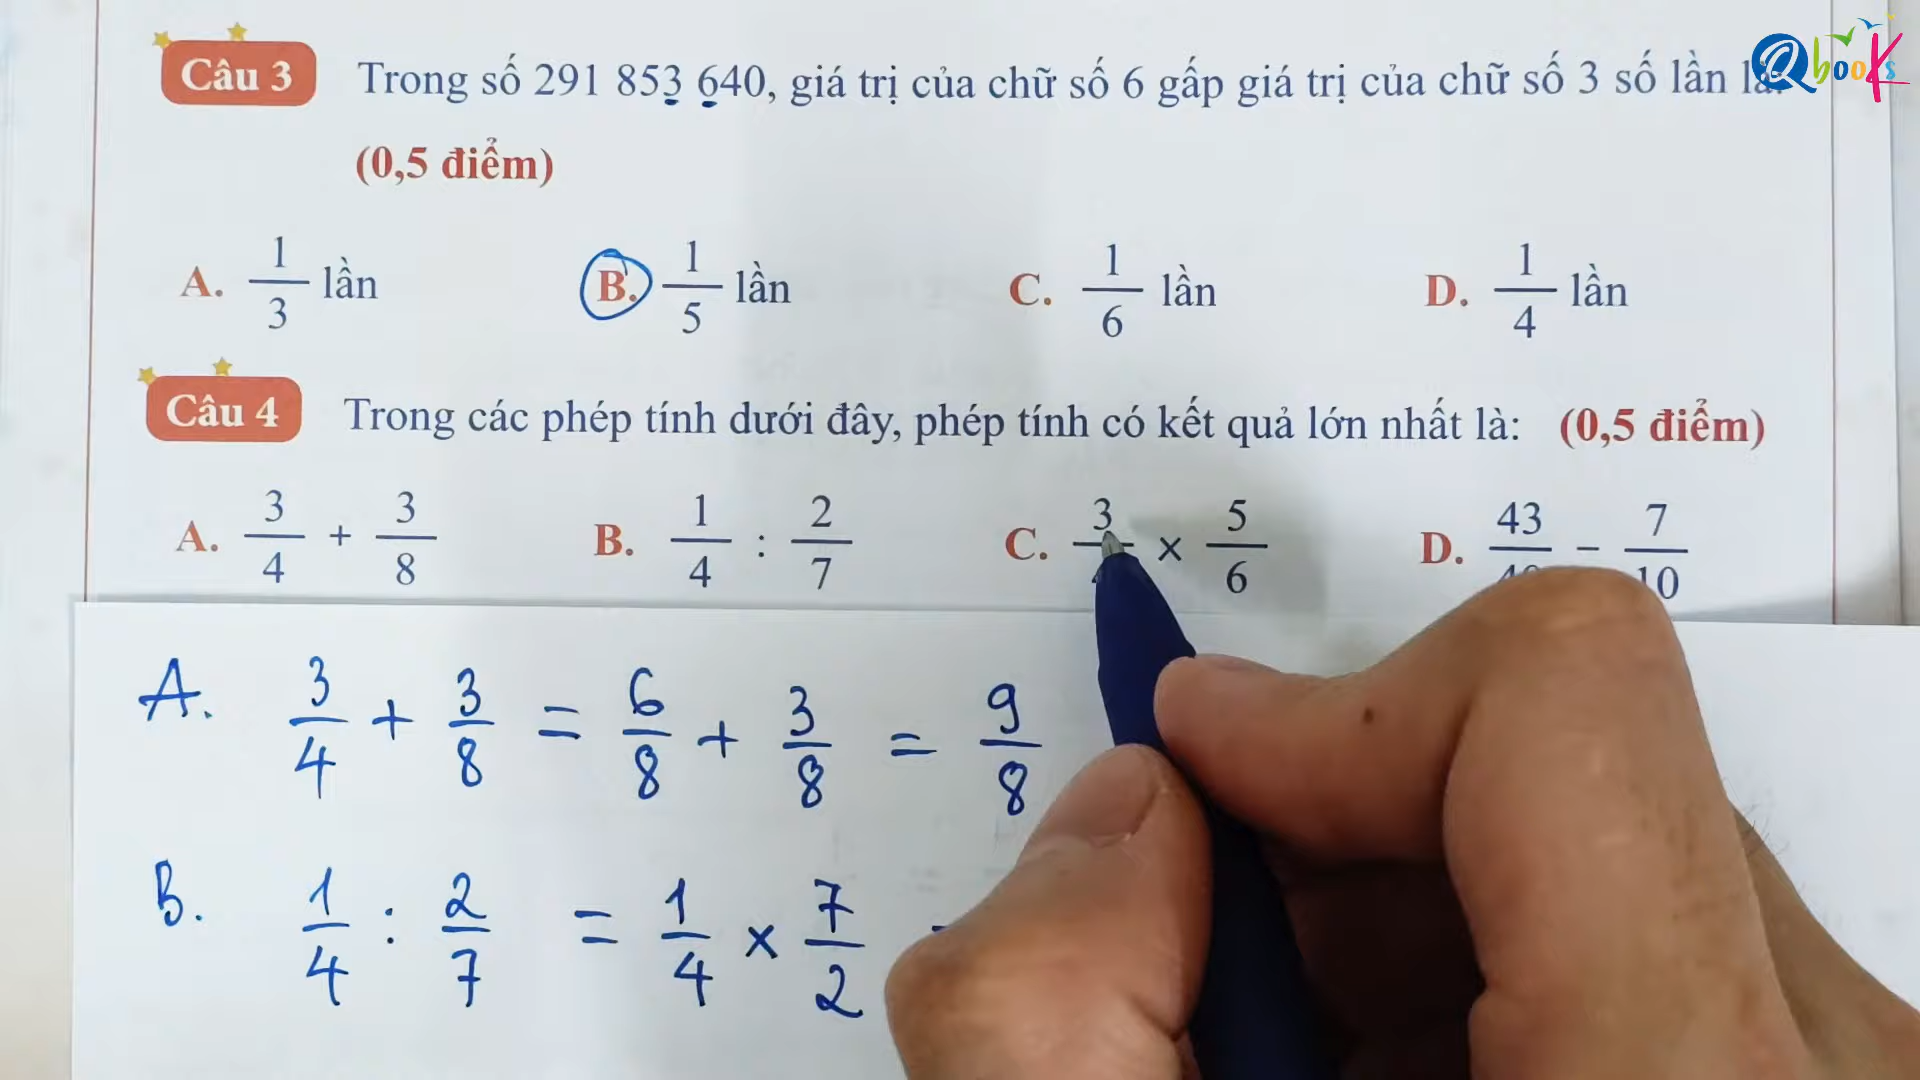 Qbooks
Câu 3 Trong số 291 853 640, giá trị của chữ số 6 gấp giá trị của chữ số 3 số lần
(0,5 điểm)
A. 1/3 lần B. 1/5 lần C. 1/6 lần D. 1/4 lần
Câu 4 Trong các phép tính dưới đây, phép tính có kết quả lớn nhất là: (0,5 điểm)
A. 3/4 + 3/8 B. 1/4 : 2/7 C. 3 × 5/6 D. 43 − 7/10
A. 3/4 + 3/8 = 6/8 + 3/8 = 9/8
B. 1/4 : 2/7 = 1/4 × 7/2